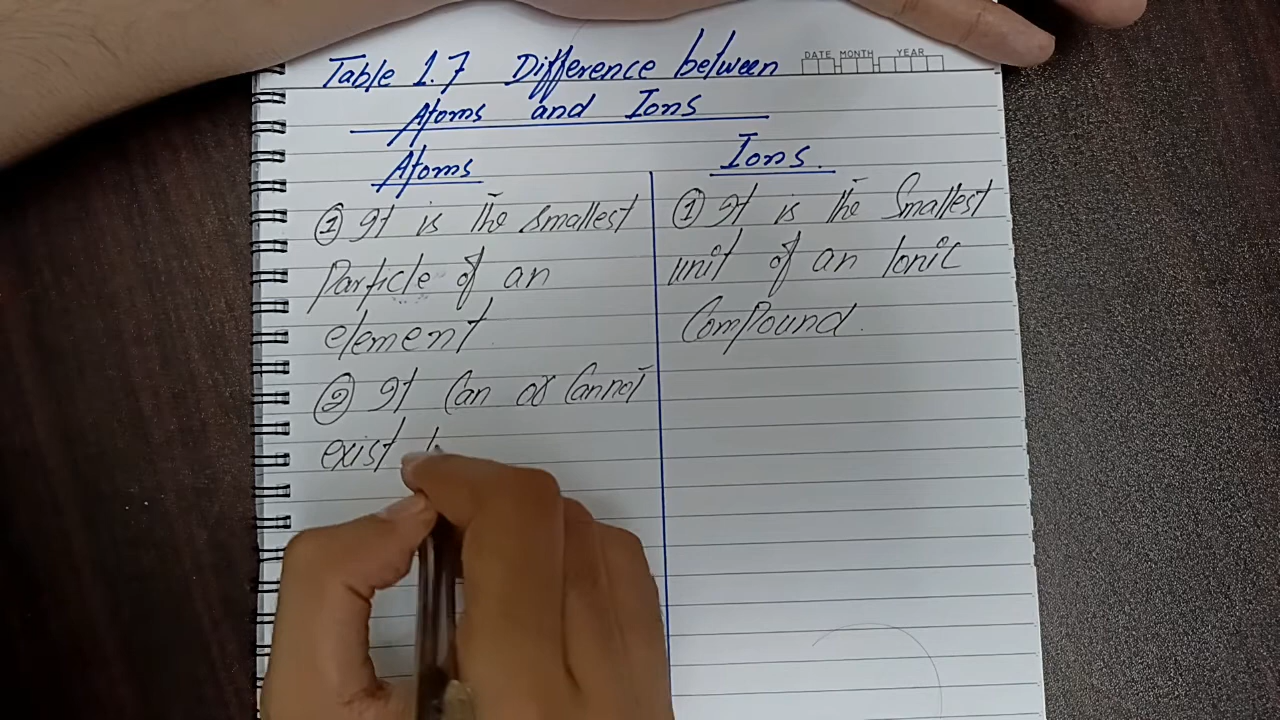 Table 1.7 Difference between
DATE MONTH YEAR
Atoms and Ions
Atoms
① It is the smallest
Particle of an
element
② It Can or Cannot
exist
Ions.
① It is the Smallest
unit of an Ionic
Compound.